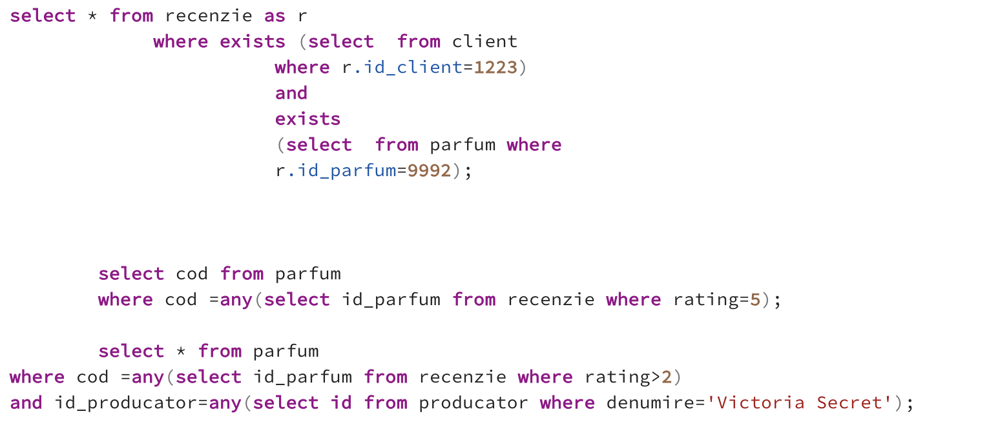 select * from recenzie as r
where exists (select  from client
where r.id_client=1223)
and
exists
(select  from parfum where
r.id_parfum=9992);
select cod from parfum
where cod =any(select id_parfum from recenzie where rating=5);
select * from parfum
where cod =any(select id_parfum from recenzie where rating>2)
and id_producator=any(select id from producator where denumire='Victoria Secret');